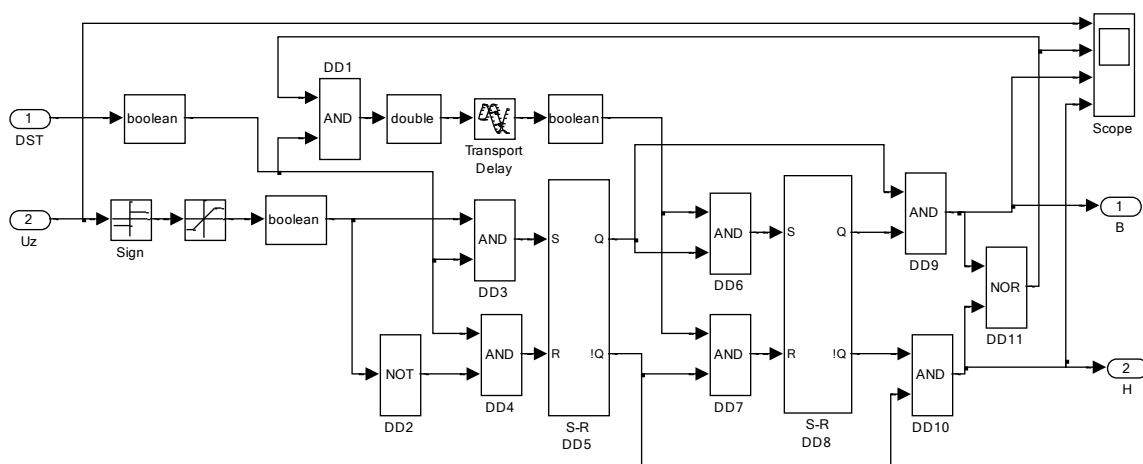 DD1
1
boolean
AND
double
boolean
Scope
DST
Transport
Delay
2
boolean
S
Q
S
Q
AND
1
Uz
Sign
AND
AND
B
DD9
DD3
DD6
NOR
DD11
NOT
AND
R
!Q
AND
R
!Q
AND
2
H
DD2
DD4
S-R
DD5
DD7
S-R
DD8
DD10